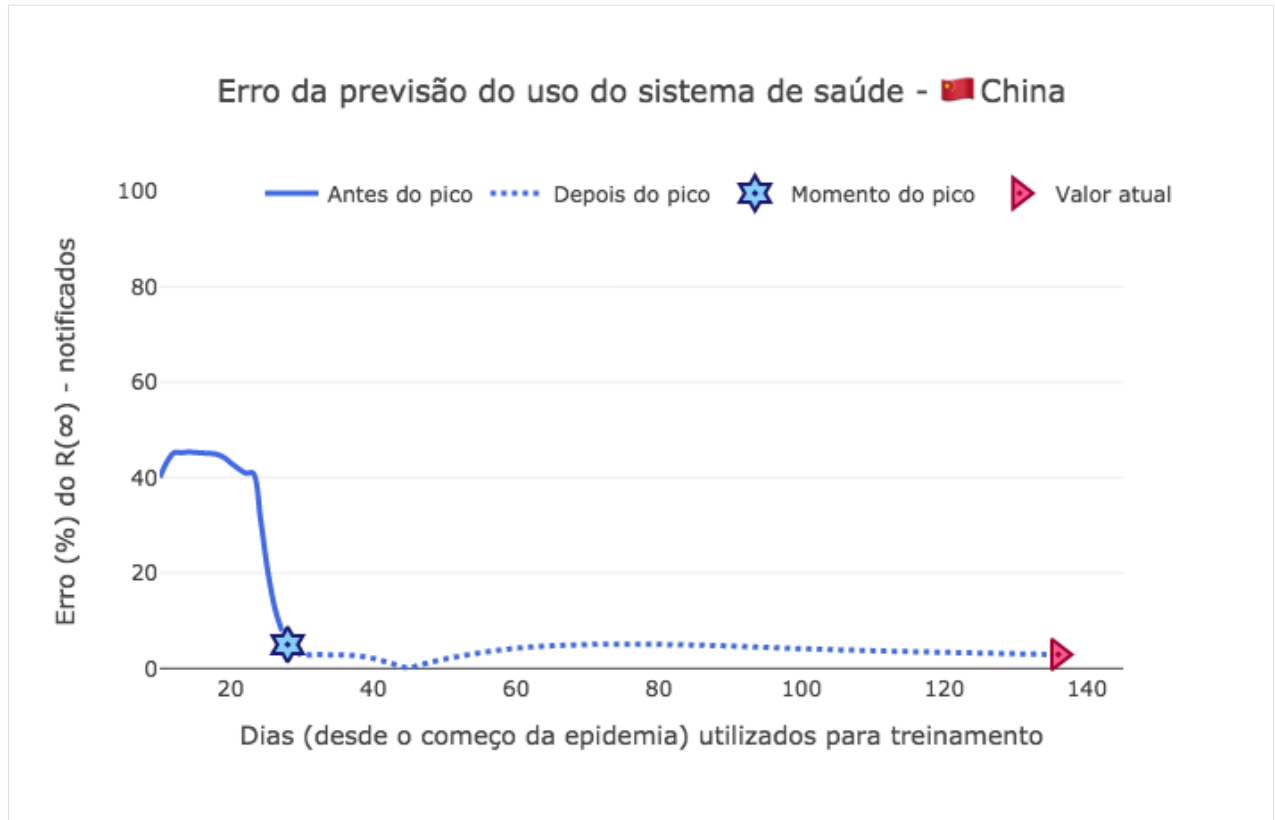 Erro da previsão do uso do sistema de saúde - 🇨🇳 China
Antes do pico Depois do pico Momento do pico Valor atual
Erro (%) do R(∞) - notificados
100
80
60
40
20
0
20 40 60 80 100 120 140
Dias (desde o começo da epidemia) utilizados para treinamento